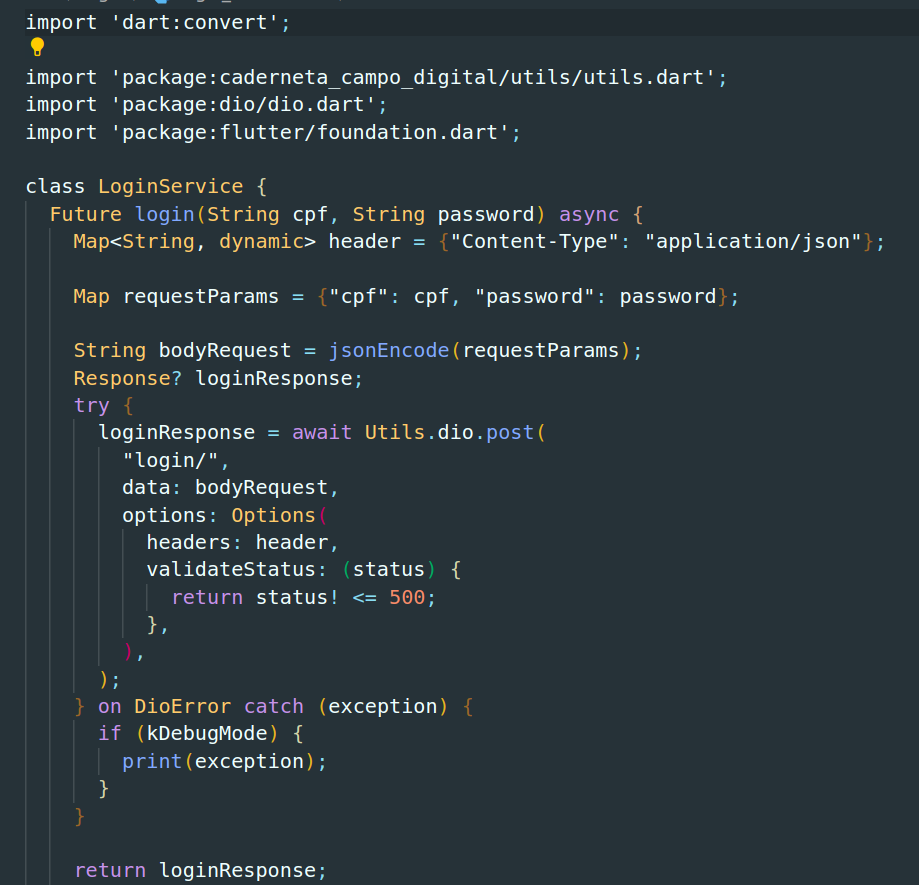 import 'dart:convert';
import 'package:caderneta_campo_digital/utils/utils.dart';
import 'package:dio/dio.dart';
import 'package:flutter/foundation.dart';
class LoginService {
Future login(String cpf, String password) async {
Map<String, dynamic> header = {"Content-Type": "application/json"};
Map requestParams = {"cpf": cpf, "password": password};
String bodyRequest = jsonEncode(requestParams);
Response? loginResponse;
try {
loginResponse = await Utils.dio.post(
"login/",
data: bodyRequest,
options: Options(
headers: header,
validateStatus: (status) {
return status! <= 500;
},
),
);
} on DioError catch (exception) {
if (kDebugMode) {
print(exception);
}
}
return loginResponse;